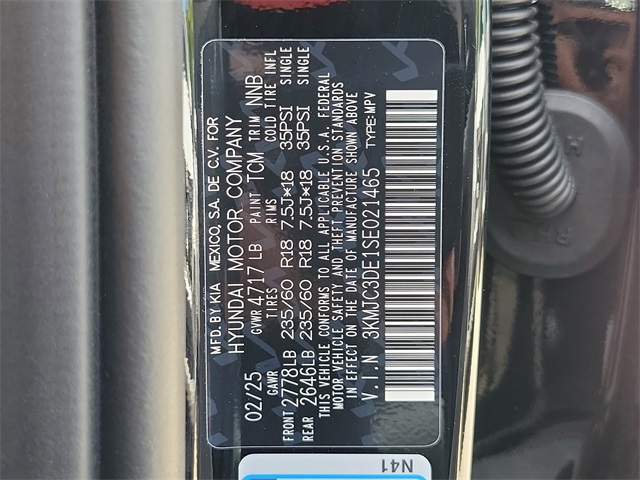 MFD.BY KIA MEXICO, S.A. DE C.V. FOR
HYUNDAI MOTOR COMPANY
02/25 GVWR 4717 LB PAINT TCM TRIM NNB
GAWR TIRES RIMS COLD TIRE INFL
FRONT 2778LB 235/60 R18 7.5J×18 35PSI SINGLE
REAR 2646LB 235/60 R18 7.5J×18 35PSI SINGLE
THIS VEHICLE CONFORMS TO ALL APPLICABLE U.S.A. FEDERAL
MOTOR VEHICLE SAFETY AND THEFT PREVENTION STANDARDS
IN EFFECT ON THE DATE OF MANUFACTURE SHOWN ABOVE
V.I.N 3KMJC3DE1SE021465 TYPE:MPV
N41
H